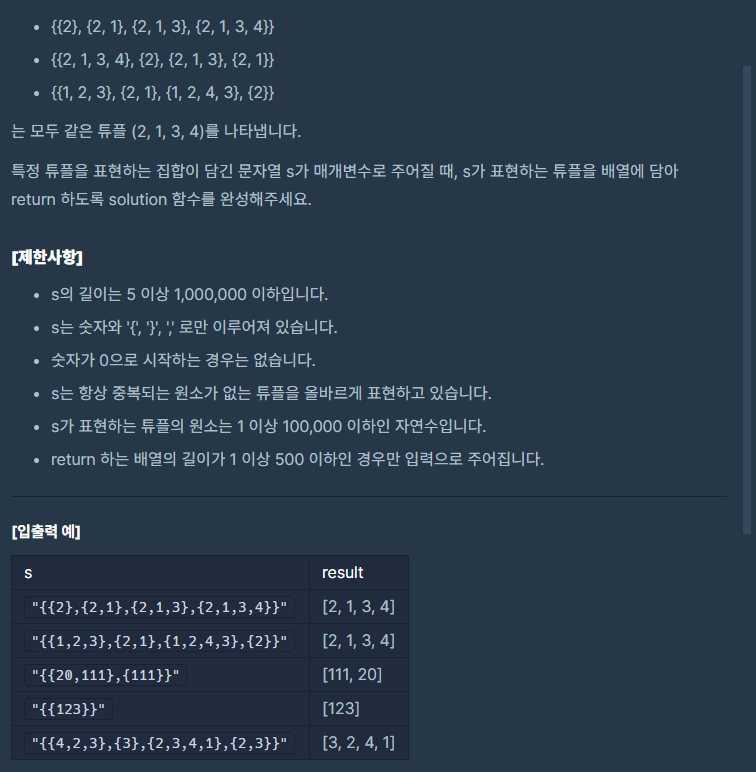 {{2}, {2, 1}, {2, 1, 3}, {2, 1, 3, 4}}
{{2, 1, 3, 4}, {2}, {2, 1, 3}, {2, 1}}
{{1, 2, 3}, {2, 1}, {1, 2, 4, 3}, {2}}
는 모두 같은 튜플 (2, 1, 3, 4)를 나타냅니다.
특정 튜플을 표현하는 집합이 담긴 문자열 s가 매개변수로 주어질 때, s가 표현하는 튜플을 배열에 담아
return 하도록 solution 함수를 완성해주세요.
[제한사항]
s의 길이는 5 이상 1,000,000 이하입니다.
s는 숫자와 '{', '}', ',' 로만 이루어져 있습니다.
숫자가 0으로 시작하는 경우는 없습니다.
s는 항상 중복되는 원소가 없는 튜플을 올바르게 표현하고 있습니다.
s가 표현하는 튜플의 원소는 1 이상 100,000 이하인 자연수입니다.
return 하는 배열의 길이가 1 이상 500 이하인 경우만 입력으로 주어집니다.
[입출력 예]
s result
"{{2},{2,1},{2,1,3},{2,1,3,4}}" [2, 1, 3, 4]
"{{1,2,3},{2,1},{1,2,4,3},{2}}" [2, 1, 3, 4]
"{{20,111},{111}}" [111, 20]
"{{123}}" [123]
"{{4,2,3},{3},{2,3,4,1},{2,3}}" [3, 2, 4, 1]